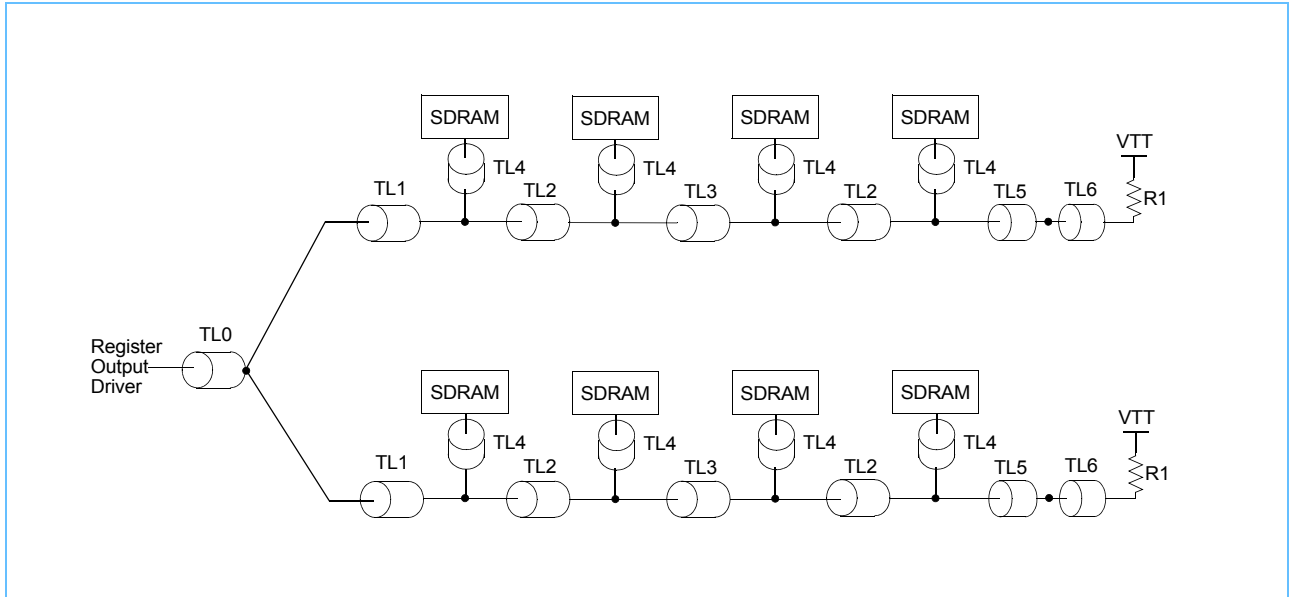 SDRAM SDRAM SDRAM SDRAM
VTT
TL4 TL4 TL4 TL4
TL1 TL2 TL3 TL2 TL5 TL6
R1
TL0
Register
Output
Driver
SDRAM SDRAM SDRAM SDRAM
VTT
TL4 TL4 TL4 TL4
TL1 TL2 TL3 TL2 TL5 TL6
R1